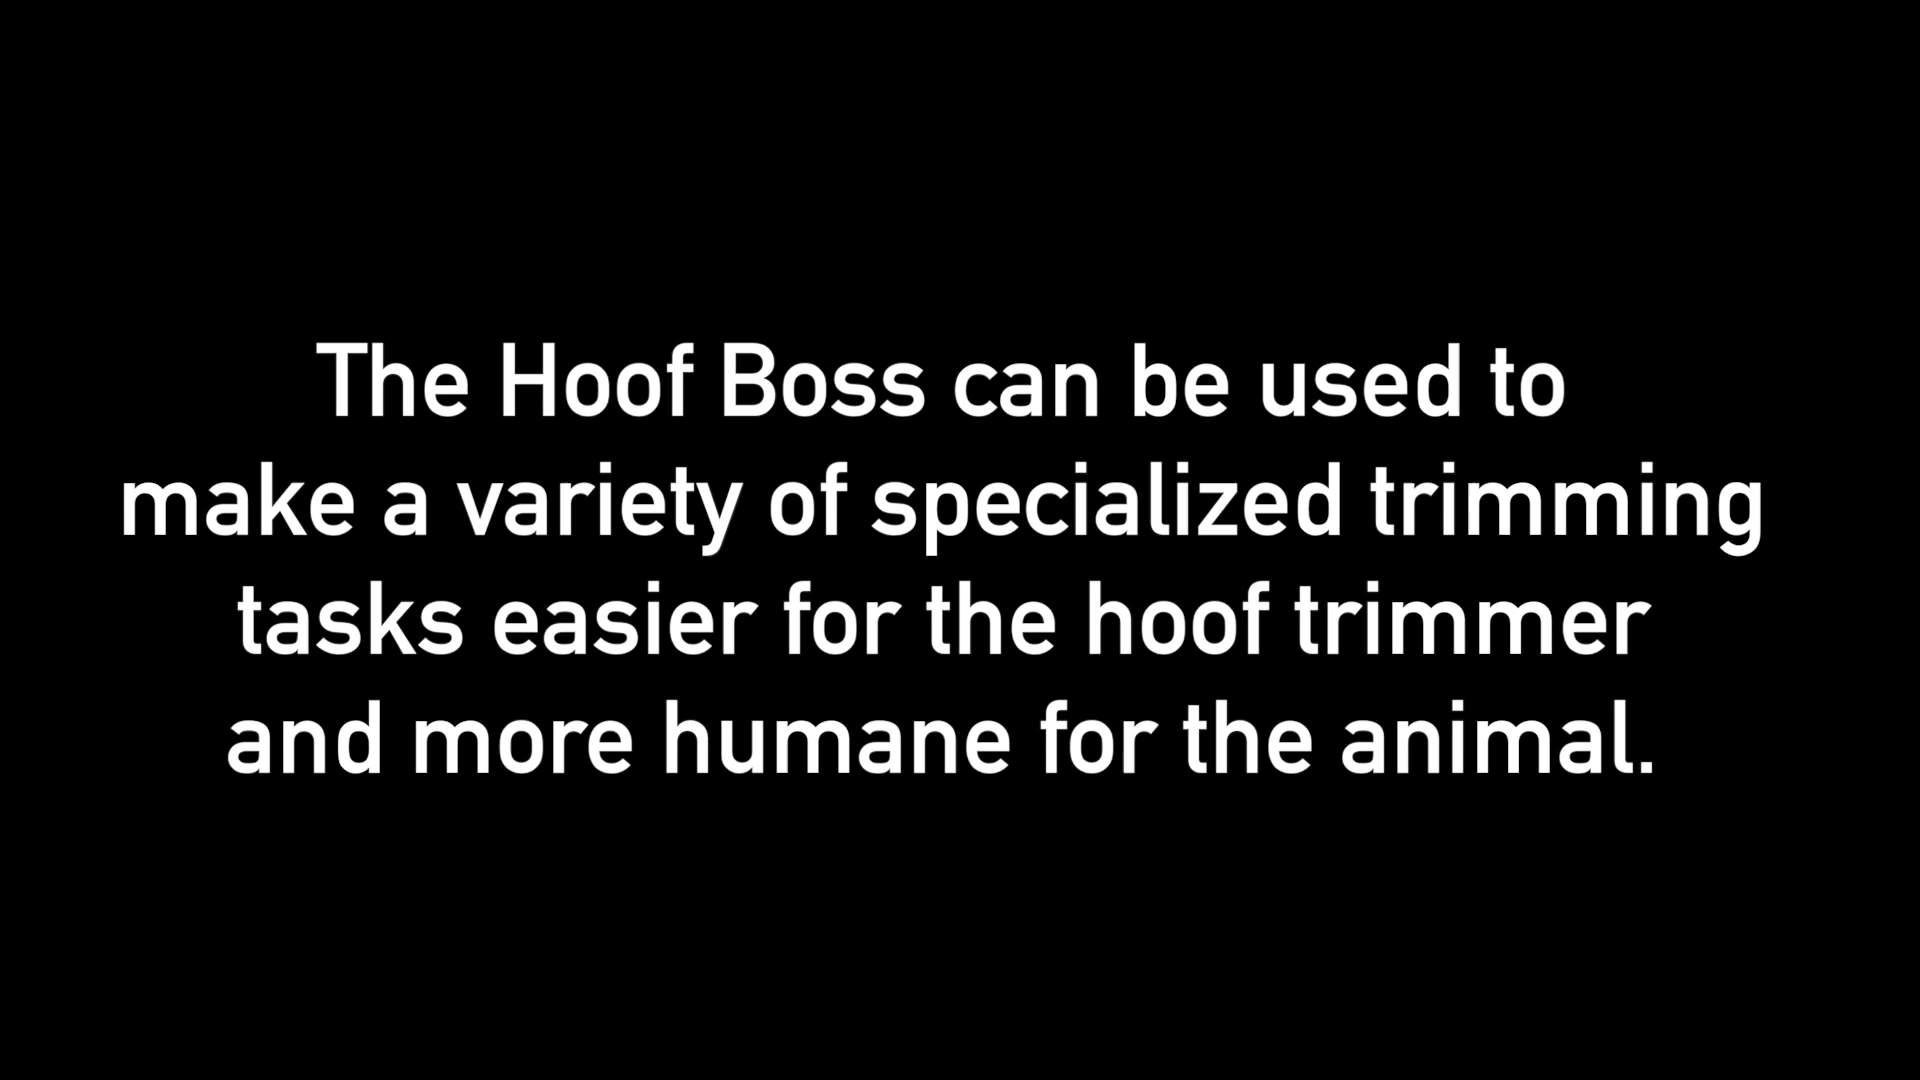 The Hoof Boss can be used to
make a variety of specialized trimming
tasks easier for the hoof trimmer
and more humane for the animal.